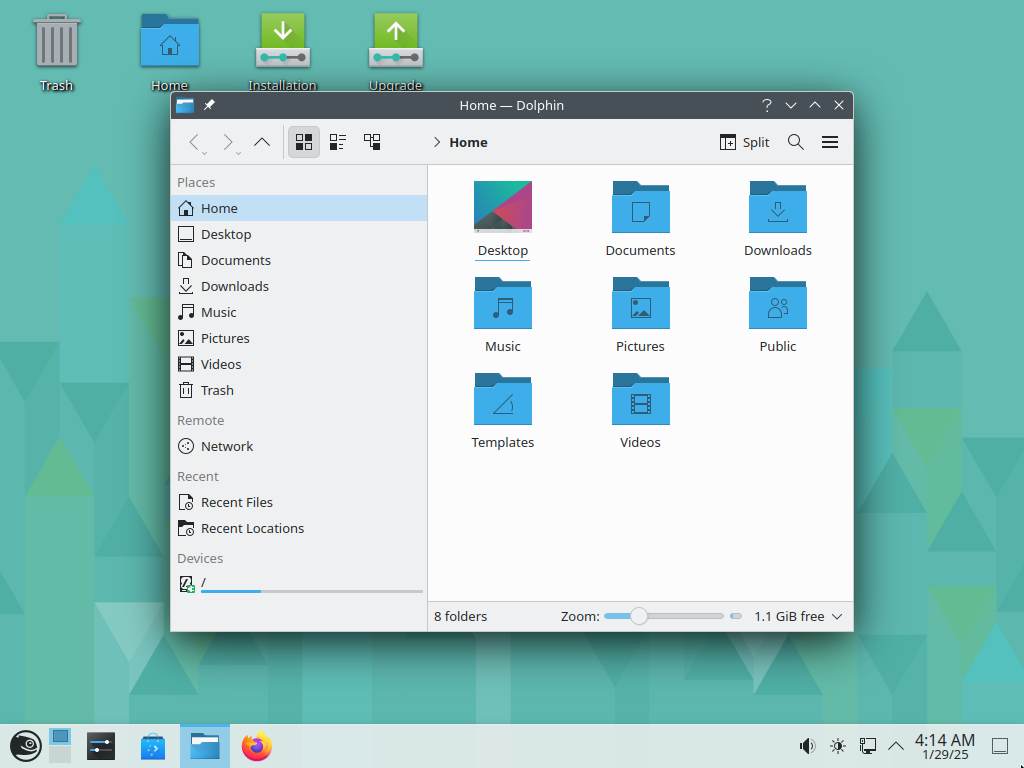 Trash
Home
Installation
Upgrade
Home — Dolphin
Home
Split
Places
Home
Desktop
Documents
Downloads
Music
Pictures
Videos
Trash
Remote
Network
Recent
Recent Files
Recent Locations
Devices
/
Desktop
Documents
Downloads
Music
Pictures
Public
Templates
Videos
8 folders
Zoom:
1.1 GiB free
4:14 AM
1/29/25